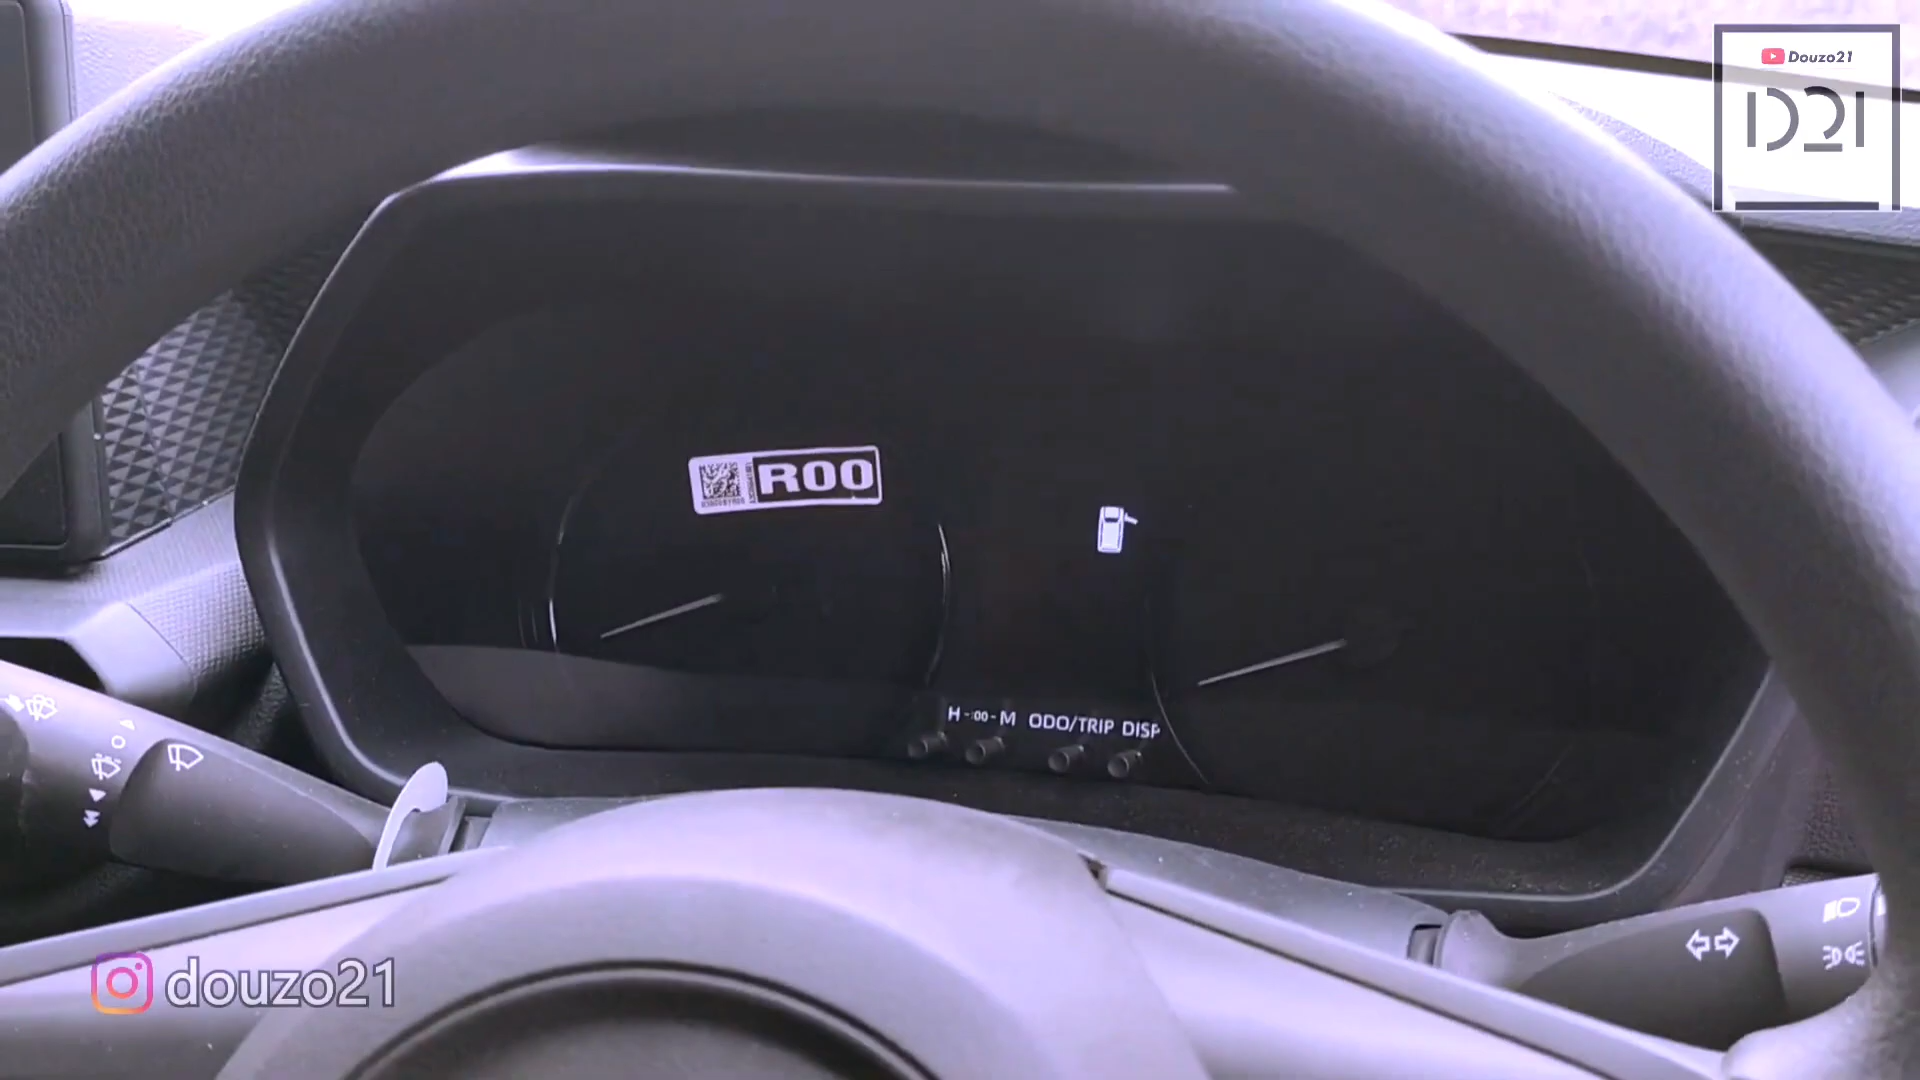 Douzo21
D21
R00
H -:00- M ODO/TRIP DISP
douzo21